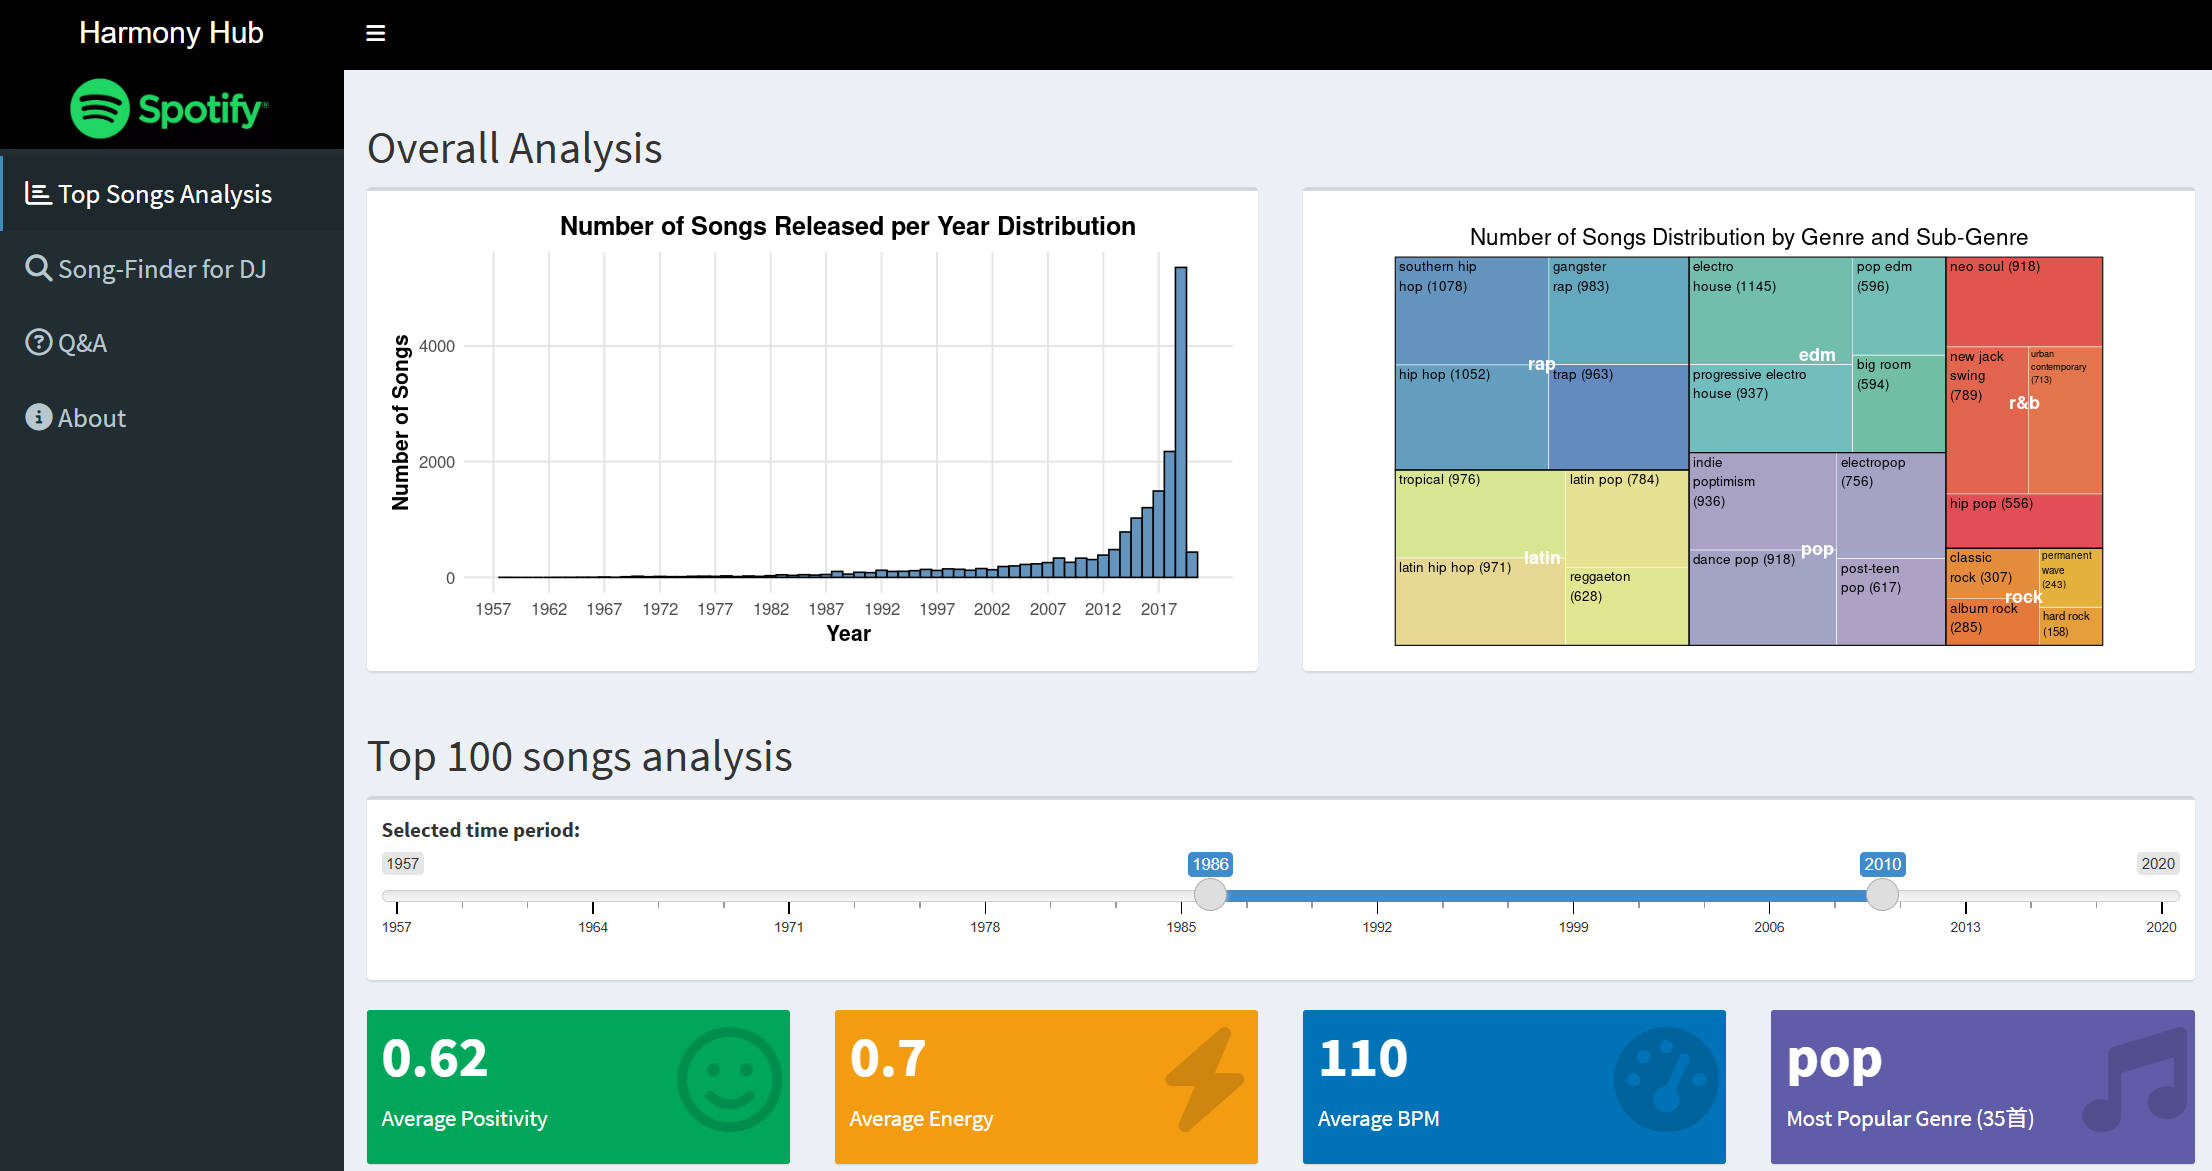 Harmony Hub
Spotify®
Top Songs Analysis
Song-Finder for DJ
Q&A
About
Overall Analysis
Number of Songs Released per Year Distribution
Number of Songs
4000
2000
0
1957 1962 1967 1972 1977 1982 1987 1992 1997 2002 2007 2012 2017
Year
Number of Songs Distribution by Genre and Sub-Genre
southern hip
hop (1078)
gangster
rap (983)
hip hop (1052)
trap (963)
rap
electro
house (1145)
pop edm
(596)
progressive electro
house (937)
big room
(594)
edm
neo soul (918)
new jack
swing
(789)
urban
contemporary
(713)
hip pop (556)
r&b
tropical (976)
latin pop (784)
latin hip hop (971)
reggaeton
(628)
latin
indie
poptimism
(936)
electropop
(756)
dance pop (918)
post-teen
pop (617)
pop
classic
rock (307)
permanent
wave
(243)
album rock
(285)
hard rock
(158)
rock
Top 100 songs analysis
Selected time period:
1957 1986 2010 2020
1957 1964 1971 1978 1985 1992 1999 2006 2013 2020
0.62
Average Positivity
0.7
Average Energy
110
Average BPM
pop
Most Popular Genre (35首)